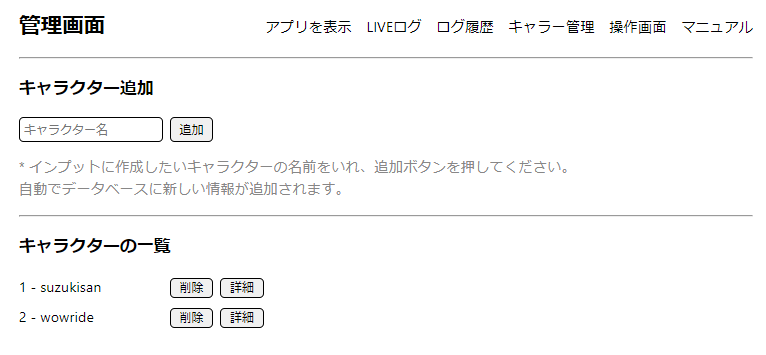 管理画面
アプリを表示 LIVEログ ログ履歴 キャラー管理 操作画面 マニュアル
キャラクター追加
キャラクター名 追加
* インプットに作成したいキャラクターの名前をいれ、追加ボタンを押してください。
自動でデータベースに新しい情報が追加されます。
キャラクターの一覧
1 - suzukisan 削除 詳細
2 - wowride 削除 詳細